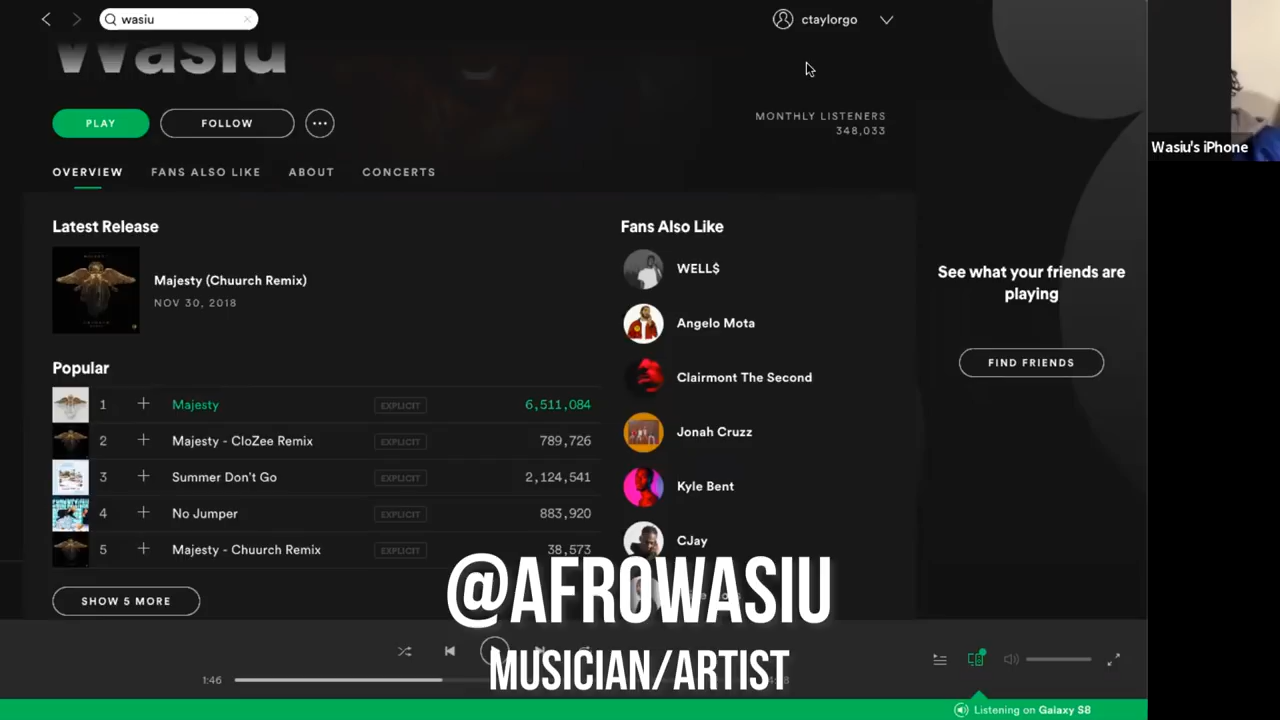 wasiu
ctaylorgo
Wasiu
PLAY
FOLLOW
MONTHLY LISTENERS
348,033
Wasiu's iPhone
OVERVIEW
FANS ALSO LIKE
ABOUT
CONCERTS
Latest Release
Majesty (Chuurch Remix)
NOV 30, 2018
Popular
1 Majesty EXPLICIT 6,511,084
2 Majesty - CloZee Remix EXPLICIT 789,726
3 Summer Don't Go EXPLICIT 2,124,541
4 No Jumper EXPLICIT 883,920
5 Majesty - Chuurch Remix EXPLICIT 38,573
SHOW 5 MORE
Fans Also Like
WELL$
Angelo Mota
Clairmont The Second
Jonah Cruzz
Kyle Bent
CJay
See what your friends are
playing
FIND FRIENDS
@AFROWASIU
MUSICIAN/ARTIST
1:46
Listening on Galaxy S8